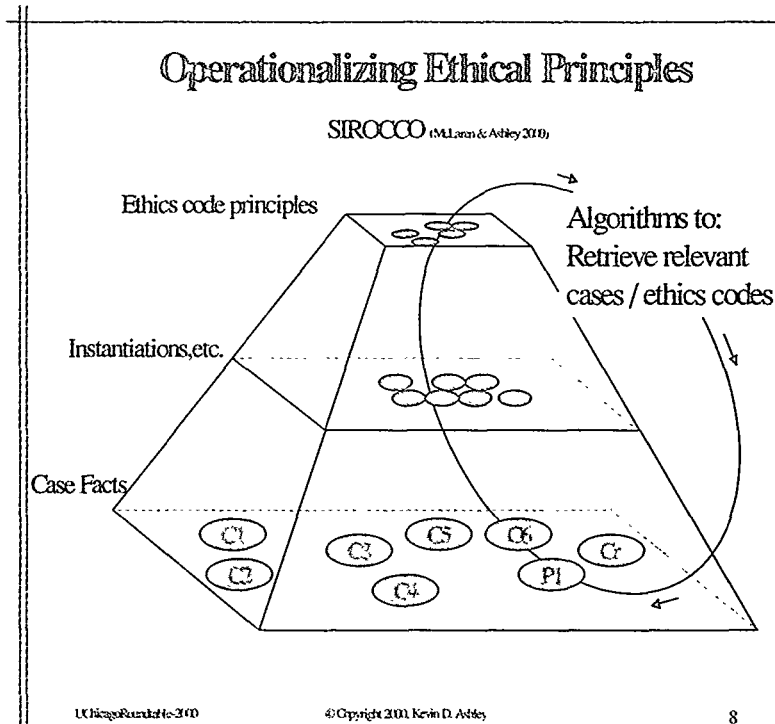 Operationalizing Ethical Principles
SIROCCO (McLaren & Ashley 2000)
Ethics code principles
Algorithms to:
Retrieve relevant
cases / ethics codes
Instantiations,etc.
Case Facts
C1
C2
C3
C4
C5
C6
Cr
P1
UChicagoRoundtable-2000
© Copyright 2000, Kevin D. Ashley
8